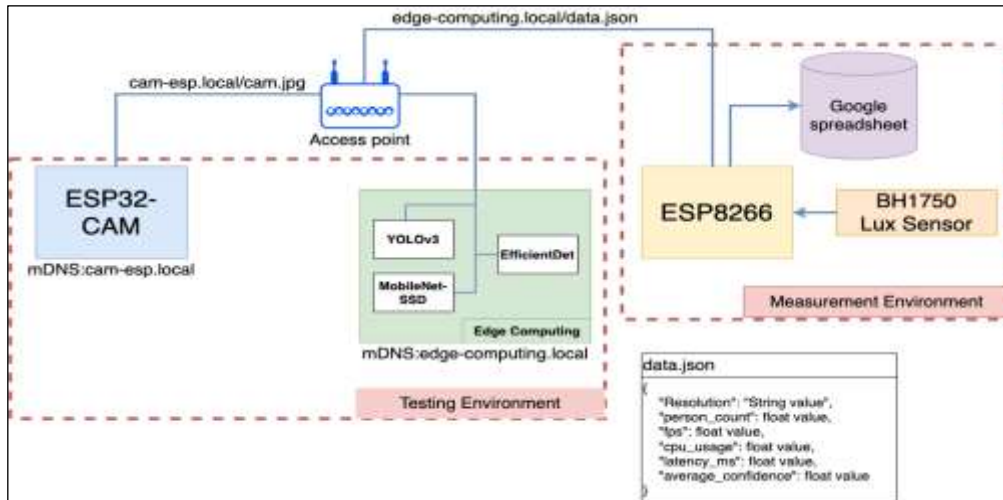 edge-computing.local/data.json
cam-esp.local/cam.jpg
Access point
Google
spreadsheet
ESP32-
CAM
mDNS:cam-esp.local
YOLOv3
EfficientDet
MobileNet-
SSD
Edge Computing
mDNS:edge-computing.local
Testing Environment
ESP8266
BH1750
Lux Sensor
Measurement Environment
data.json
{
"Resolution": "String value",
"person_count": float value,
"fps": float value,
"cpu_usage": float value,
"latency_ms": float value,
"average_confidence": float value
}